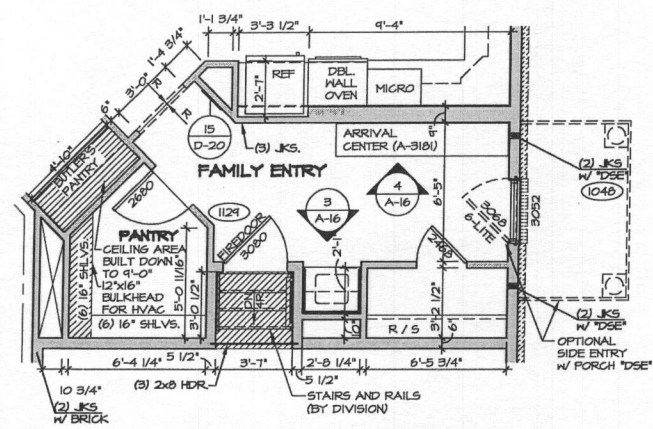 1'-1 3/4"
3'-3 1/2"
9'-4"
1'-4 3/4"
3'-0"
6"
R
R
2'-7"
REF
DBL.
WALL
OVEN
MICRO
15
D-20
(3) JKS.
ARRIVAL
CENTER (A-3181)
9"
(2) JKS
W/ "DSE"
1048
4'-10"
BUTLERS
PANTRY
FAMILY ENTRY
2680
3
A-16
4
A-16
6'-5"
3052
6-LITE
1129
PANTRY
CEILING AREA
BUILT DOWN
TO 9'-0"
12"x16"
BULKHEAD
FOR HVAC
(6) 16" SHLVS.
(6) 16" SHLVS.
5'-0 11/16"
3'-0 1/2"
FIREDOOR
3080
2'-1"
2468
DN
4R
10"
R / S
3'-2 1/2"
6"
(2) JKS
W/ "DSE"
OPTIONAL
SIDE ENTRY
W/ PORCH "DSE"
6'-4 1/4"
5 1/2"
3'-7"
2'-8 1/4"
6'-5 3/4"
10 3/4"
(3) 2x8 HDR.
5 1/2"
STAIRS AND RAILS
(BY DIVISION)
(2) JKS
W/ BRICK